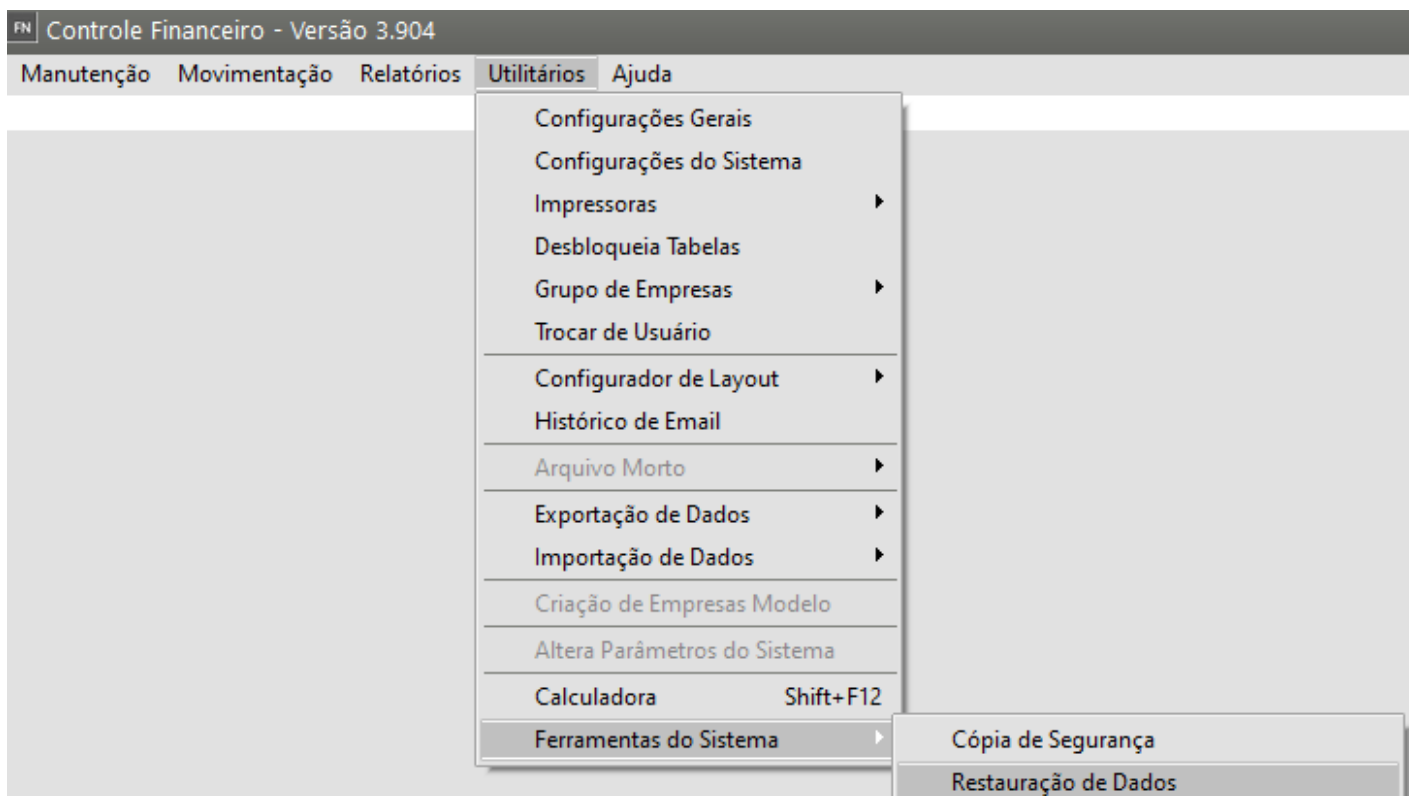 FN Controle Financeiro - Versão 3.904
Manutenção Movimentação Relatórios Utilitários Ajuda
Configurações Gerais
Configurações do Sistema
Impressoras
Desbloqueia Tabelas
Grupo de Empresas
Trocar de Usuário
Configurador de Layout
Histórico de Email
Arquivo Morto
Exportação de Dados
Importação de Dados
Criação de Empresas Modelo
Altera Parâmetros do Sistema
Calculadora Shift+F12
Ferramentas do Sistema
Cópia de Segurança
Restauração de Dados